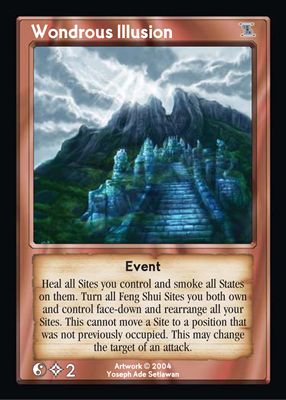 Wondrous Illusion
Event
Heal all Sites you control and smoke all States
on them. Turn all Feng Shui Sites you both own
and control face-down and rearrange all your
Sites. This cannot move a Site to a position that
was not previously occupied. This may change
the target of an attack.
2
Artwork © 2004
Yoseph Ade Setiawan